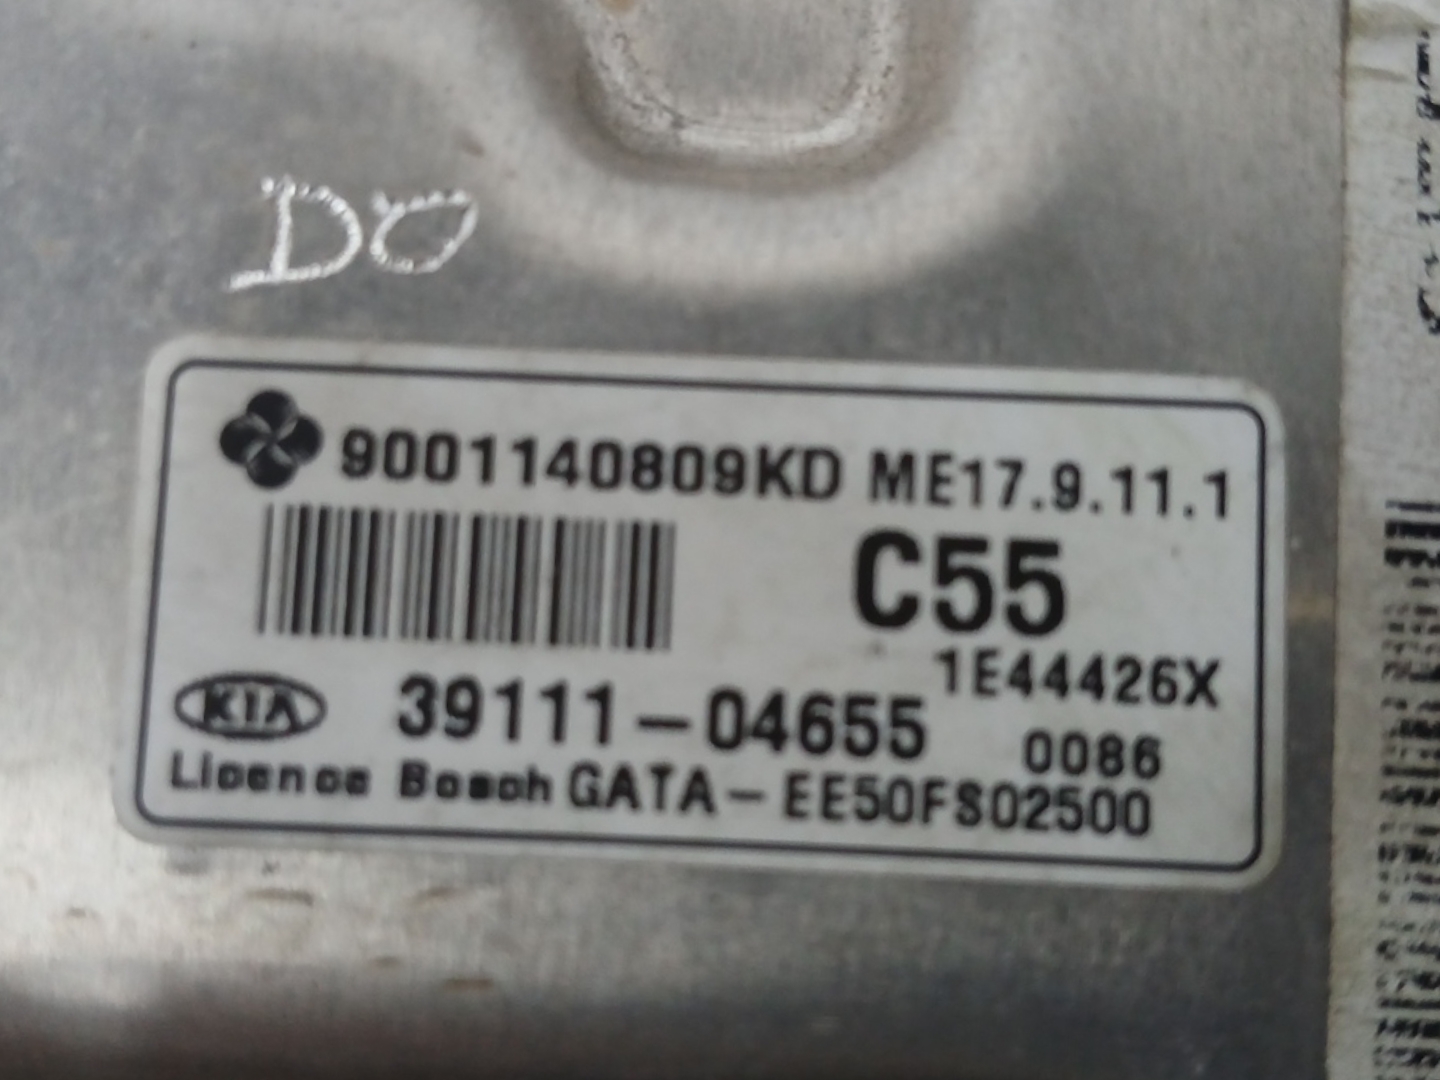 DO
9001140809KD ME17.9.11.1
C55
1E44426X
KIA 39111-04655
0086
Licence Bosch GATA-EE50FS02500